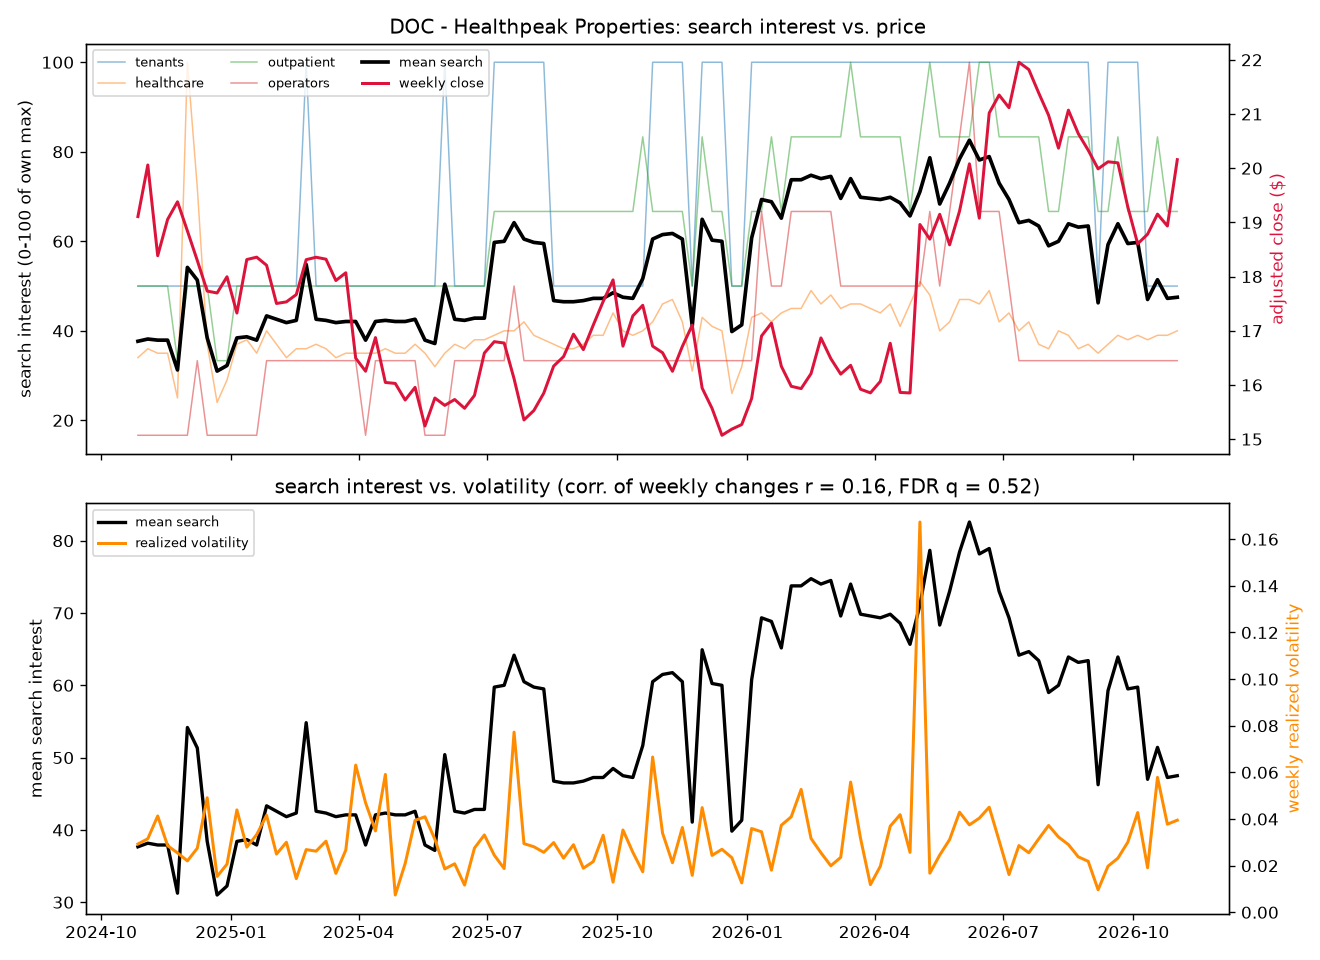 DOC - Healthpeak Properties: search interest vs. price
tenants
healthcare
outpatient
operators
mean search
weekly close
100
80
60
40
20
search interest (0-100 of own max)
22
21
20
19
18
17
16
15
adjusted close ($)
search interest vs. volatility (corr. of weekly changes r = 0.16, FDR q = 0.52)
mean search
realized volatility
80
70
60
50
40
30
mean search interest
0.16
0.14
0.12
0.10
0.08
0.06
0.04
0.02
0.00
weekly realized volatility
2024-10
2025-01
2025-04
2025-07
2025-10
2026-01
2026-04
2026-07
2026-10